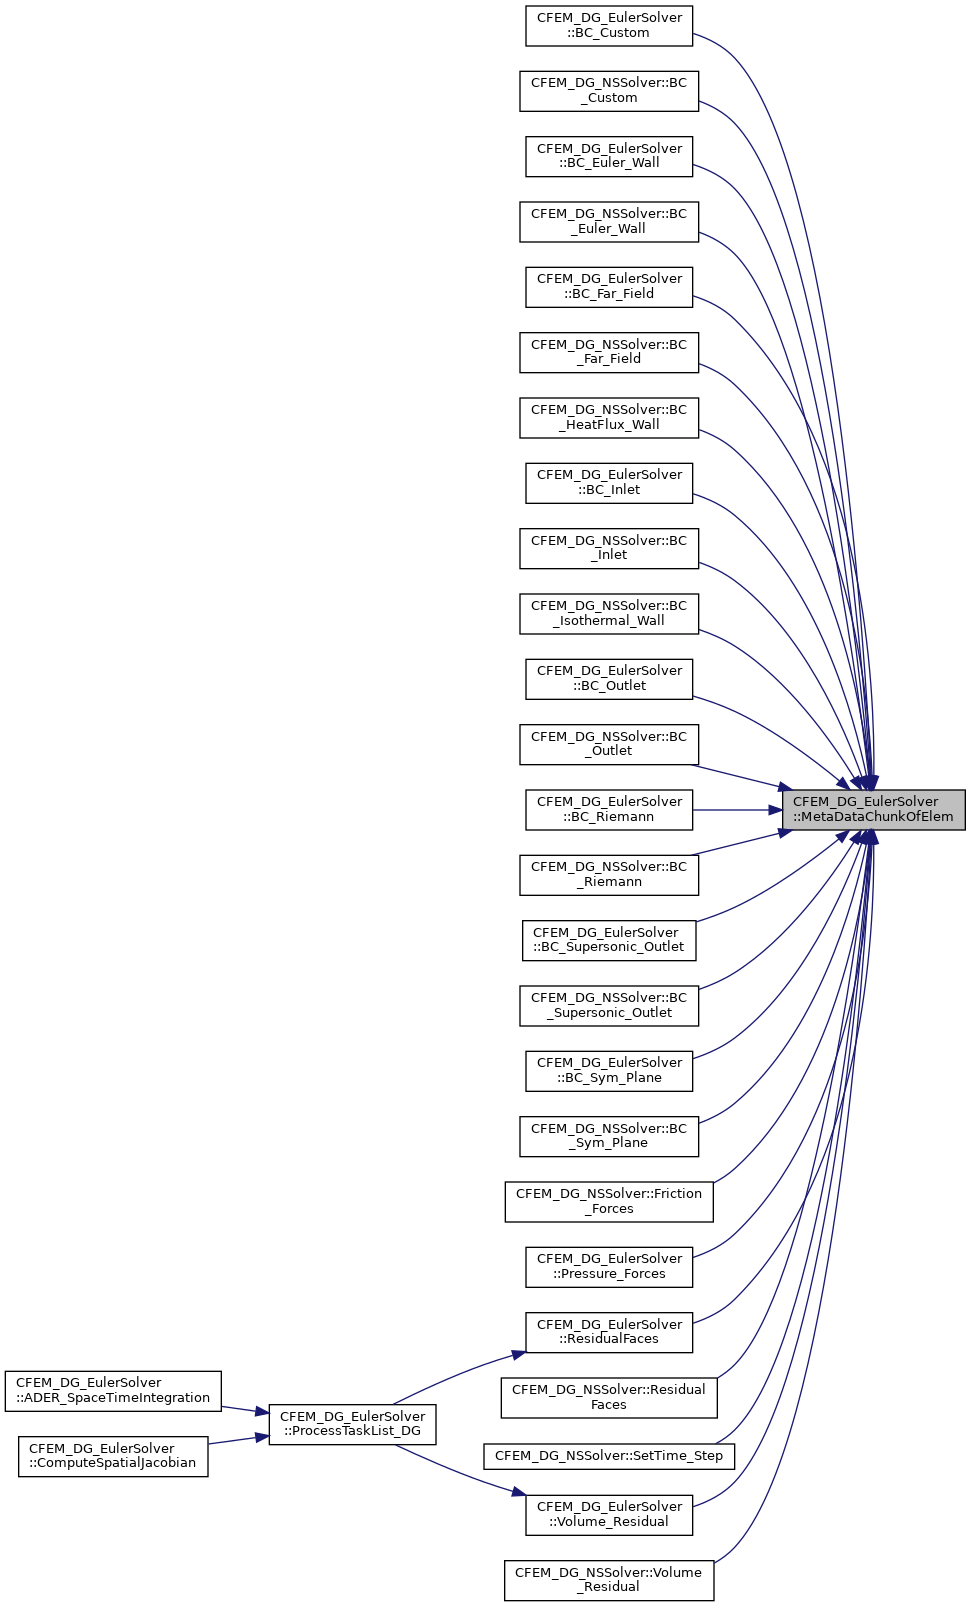 CFEM_DG_EulerSolver
::BC_Custom
CFEM_DG_NSSolver::BC
_Custom
CFEM_DG_EulerSolver
::BC_Euler_Wall
CFEM_DG_NSSolver::BC
_Euler_Wall
CFEM_DG_EulerSolver
::BC_Far_Field
CFEM_DG_NSSolver::BC
_Far_Field
CFEM_DG_NSSolver::BC
_HeatFlux_Wall
CFEM_DG_EulerSolver
::BC_Inlet
CFEM_DG_NSSolver::BC
_Inlet
CFEM_DG_NSSolver::BC
_Isothermal_Wall
CFEM_DG_EulerSolver
::BC_Outlet
CFEM_DG_NSSolver::BC
_Outlet
CFEM_DG_EulerSolver
::BC_Riemann
CFEM_DG_EulerSolver
::MetaDataChunkOfElem
CFEM_DG_NSSolver::BC
_Riemann
CFEM_DG_EulerSolver
::BC_Supersonic_Outlet
CFEM_DG_NSSolver::BC
_Supersonic_Outlet
CFEM_DG_EulerSolver
::BC_Sym_Plane
CFEM_DG_NSSolver::BC
_Sym_Plane
CFEM_DG_NSSolver::Friction
_Forces
CFEM_DG_EulerSolver
::Pressure_Forces
CFEM_DG_EulerSolver
::ResidualFaces
CFEM_DG_NSSolver::Residual
Faces
CFEM_DG_EulerSolver
::ADER_SpaceTimeIntegration
CFEM_DG_EulerSolver
::ProcessTaskList_DG
CFEM_DG_EulerSolver
::ComputeSpatialJacobian
CFEM_DG_NSSolver::SetTime_Step
CFEM_DG_EulerSolver
::Volume_Residual
CFEM_DG_NSSolver::Volume
_Residual